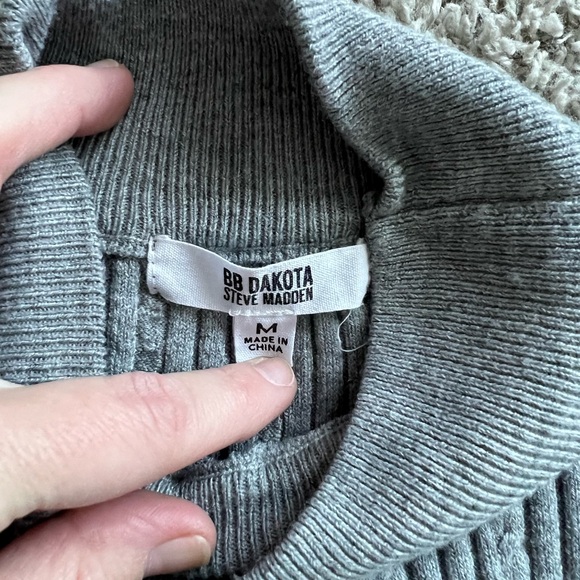 BB DAKOTA
STEVE MADDEN
M
MADE IN
CHINA